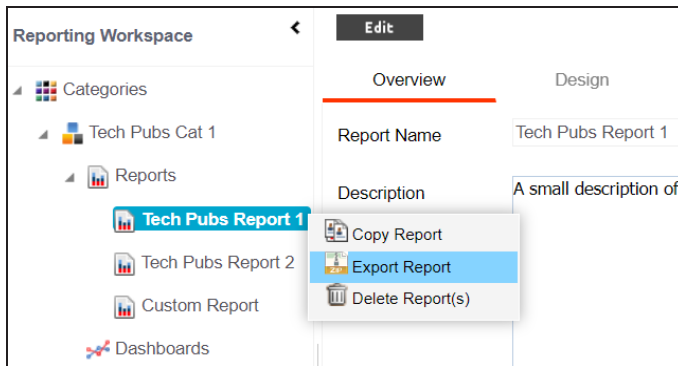 Reporting Workspace
Categories
Tech Pubs Cat 1
Reports
Tech Pubs Report 1
Tech Pubs Report 2
Custom Report
Dashboards
Edit
Overview Design
Report Name Tech Pubs Report 1
Description A small description of
Copy Report
Export Report
Delete Report(s)